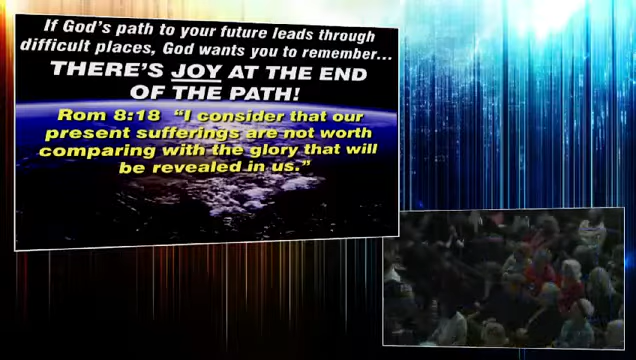 If God's path to your future leads through
difficult places, God wants you to remember...
THERE'S JOY AT THE END
OF THE PATH!
Rom 8:18 "I consider that our
present sufferings are not worth
comparing with the glory that will
be revealed in us."